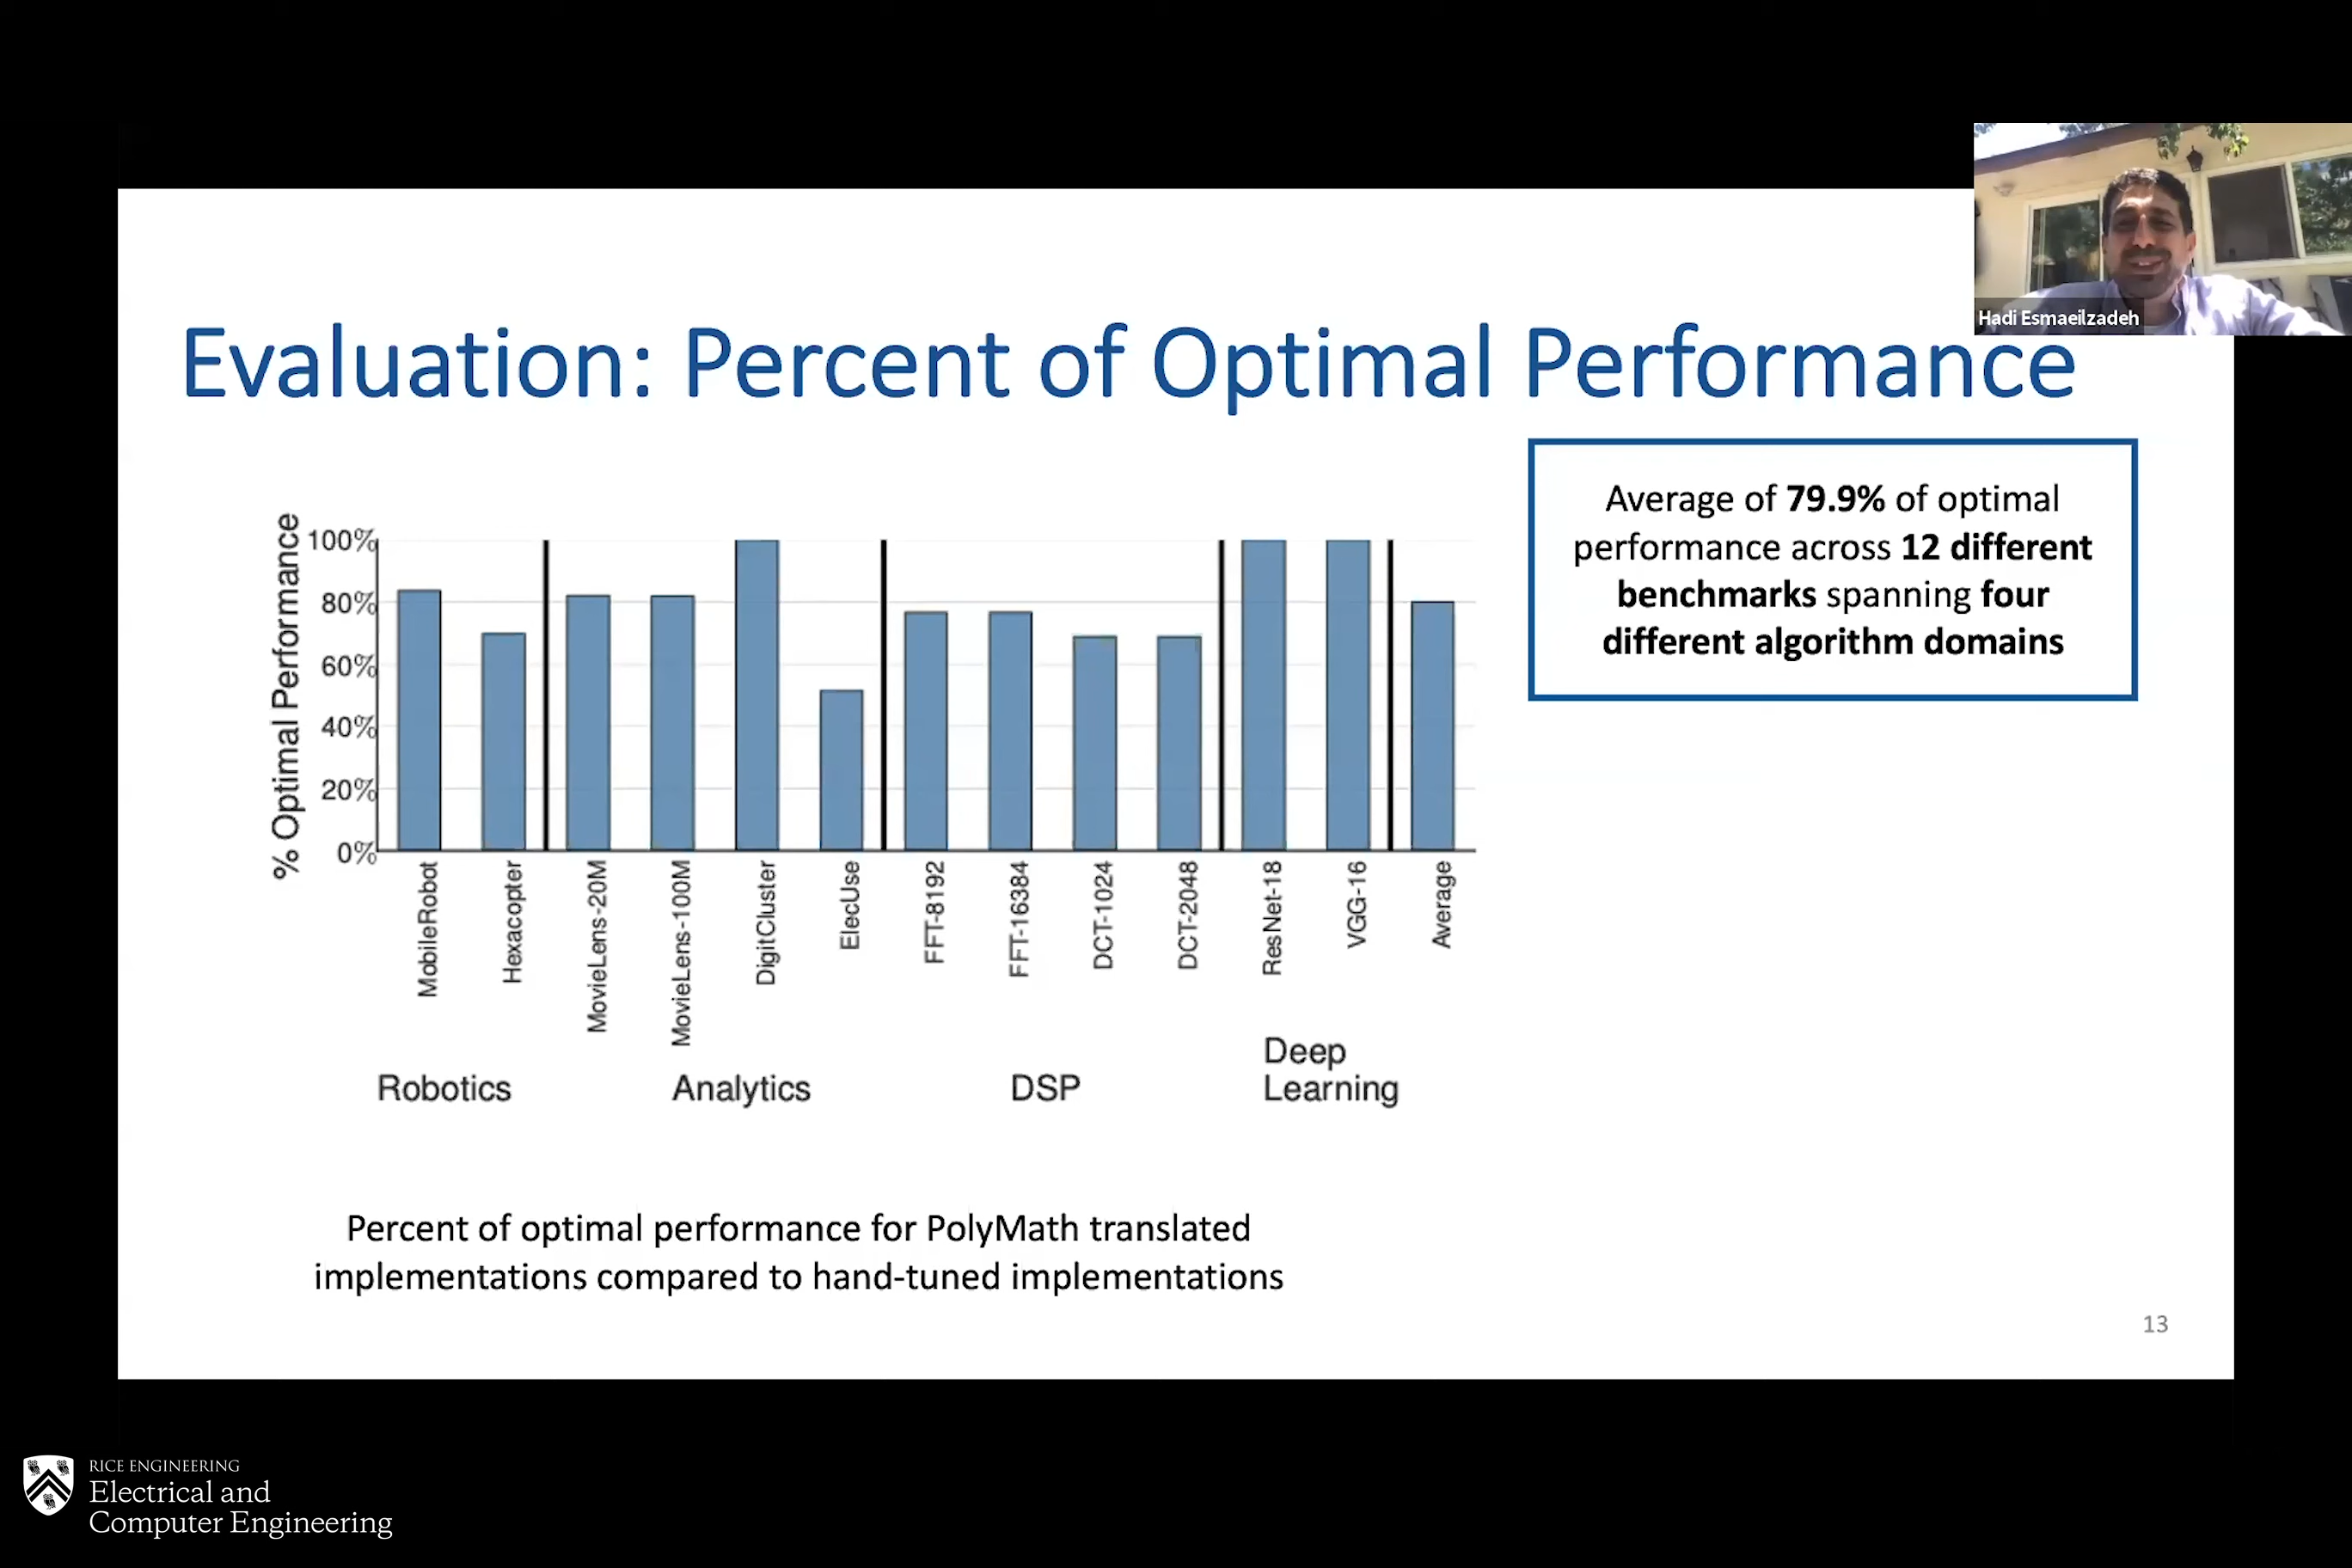 Hadi Esmaeilzadeh
Evaluation: Percent of Optimal Performance
Average of 79.9% of optimal
performance across 12 different
benchmarks spanning four
different algorithm domains
% Optimal Performance
100%
80%
60%
40%
20%
0%
MobileRobot
Hexacopter
MovieLens-20M
MovieLens-100M
DigitCluster
ElecUse
FFT-8192
FFT-16384
DCT-1024
DCT-2048
ResNet-18
VGG-16
Average
Robotics
Analytics
DSP
Deep
Learning
Percent of optimal performance for PolyMath translated
implementations compared to hand-tuned implementations
13
RICE ENGINEERING
Electrical and
Computer Engineering